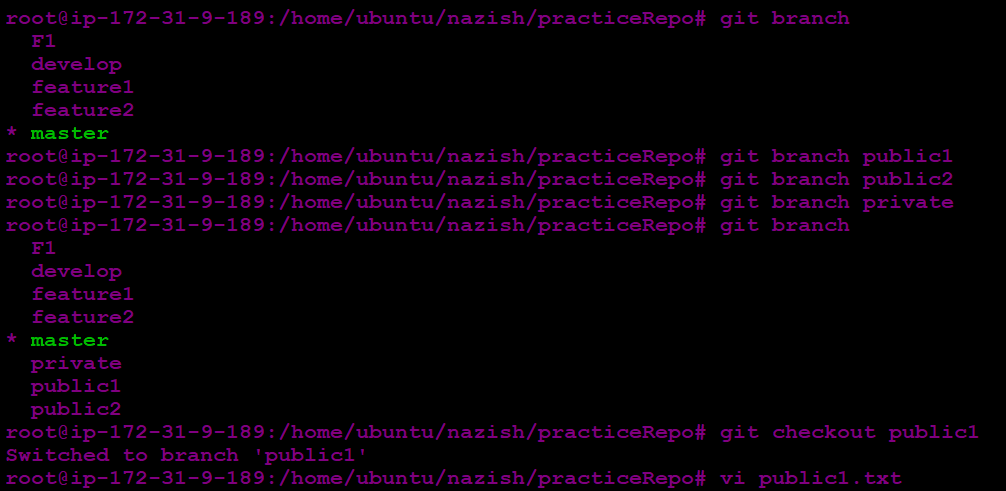 root@ip-172-31-9-189:/home/ubuntu/nazish/practiceRepo# git branch
  F1
  develop
  feature1
  feature2
* master
root@ip-172-31-9-189:/home/ubuntu/nazish/practiceRepo# git branch public1
root@ip-172-31-9-189:/home/ubuntu/nazish/practiceRepo# git branch public2
root@ip-172-31-9-189:/home/ubuntu/nazish/practiceRepo# git branch private
root@ip-172-31-9-189:/home/ubuntu/nazish/practiceRepo# git branch
  F1
  develop
  feature1
  feature2
* master
  private
  public1
  public2
root@ip-172-31-9-189:/home/ubuntu/nazish/practiceRepo# git checkout public1
Switched to branch 'public1'
root@ip-172-31-9-189:/home/ubuntu/nazish/practiceRepo# vi public1.txt